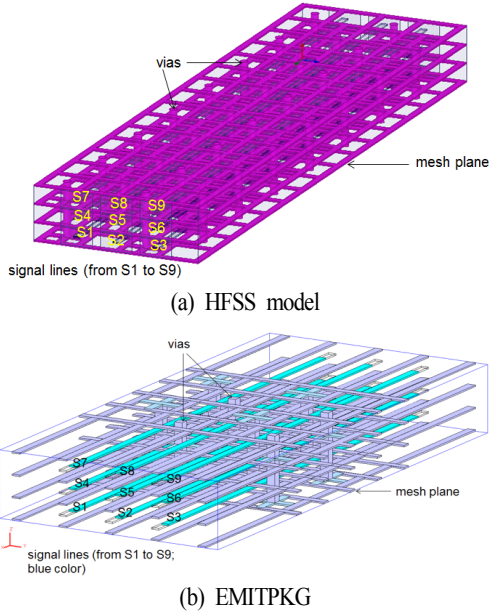 vias
mesh plane
S7
S8
S9
S4
S5
S6
S1
S2
S3
signal lines (from S1 to S9)
(a) HFSS model
vias
S7
S8
S9
S4
S5
S6
S1
S2
S3
mesh plane
signal lines (from S1 to S9;
blue color)
(b) EMITPKG